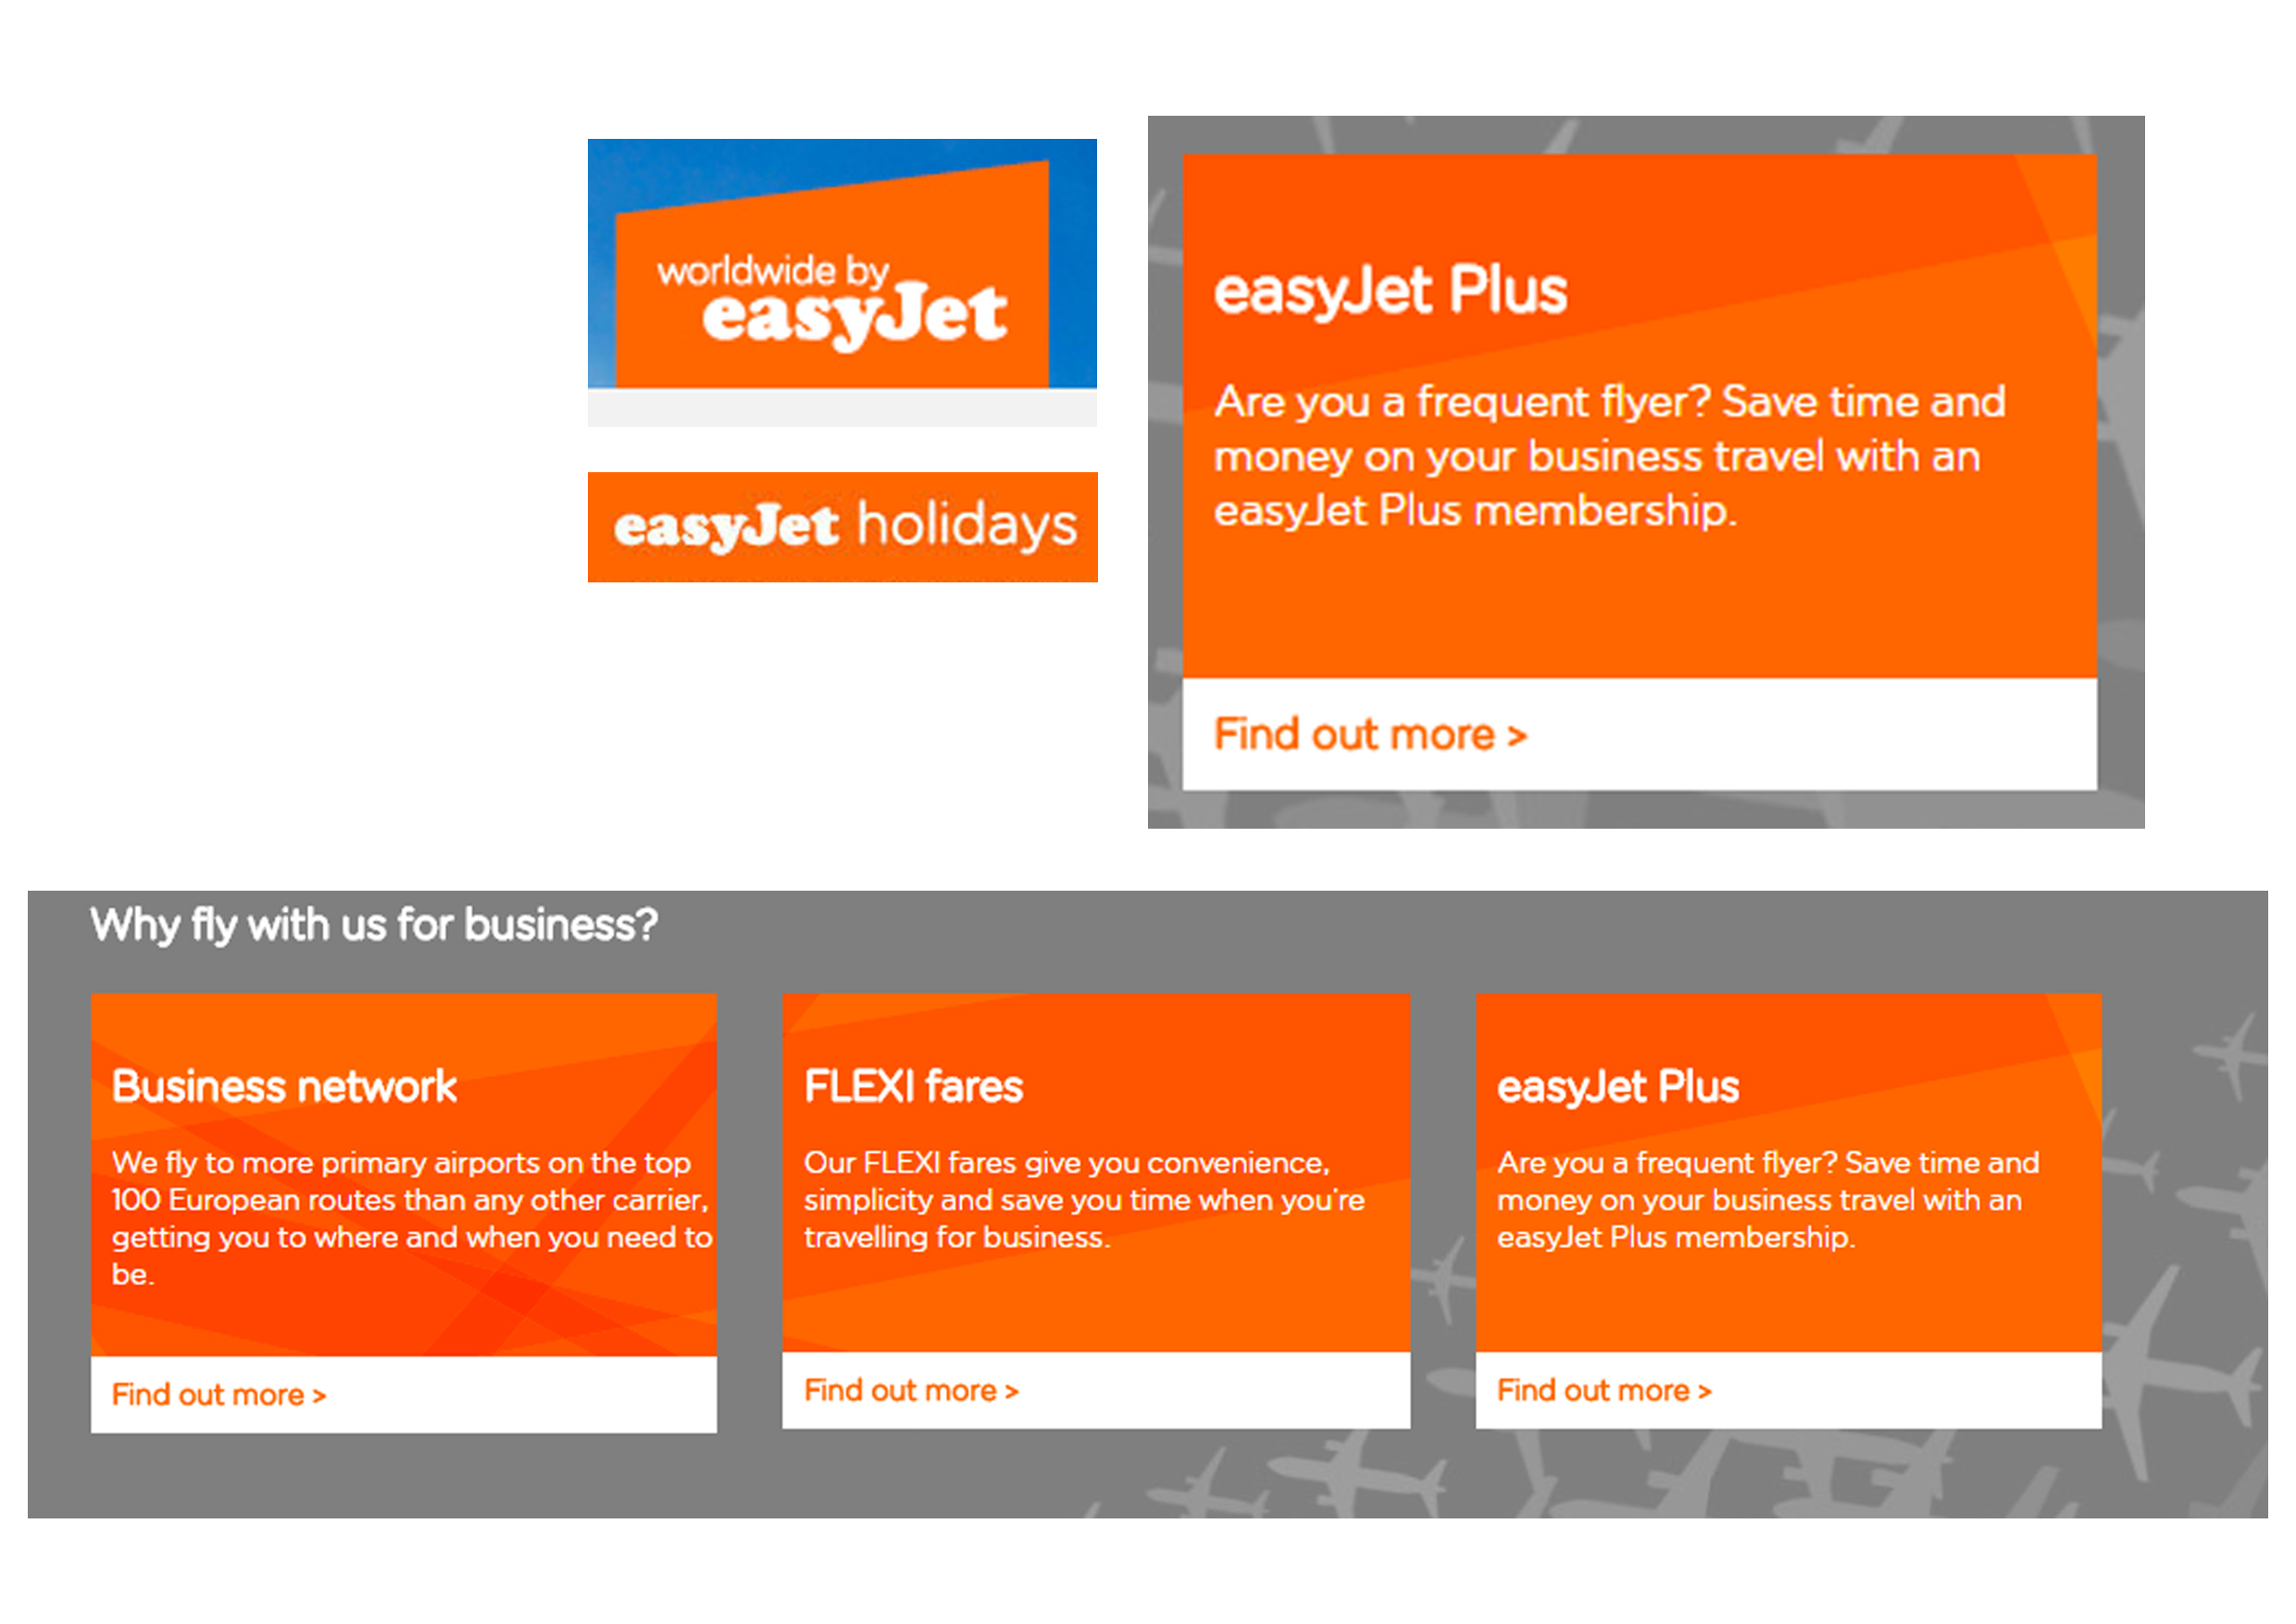 worldwide by
easyJet
easyJet holidays
easyJet Plus
Are you a frequent flyer? Save time and
money on your business travel with an
easyJet Plus membership.
Find out more >
Why fly with us for business?
Business network
We fly to more primary airports on the top
100 European routes than any other carrier,
getting you to where and when you need to
be.
Find out more >
FLEXI fares
Our FLEXI fares give you convenience,
simplicity and save you time when you're
travelling for business.
Find out more >
easyJet Plus
Are you a frequent flyer? Save time and
money on your business travel with an
easyJet Plus membership.
Find out more >